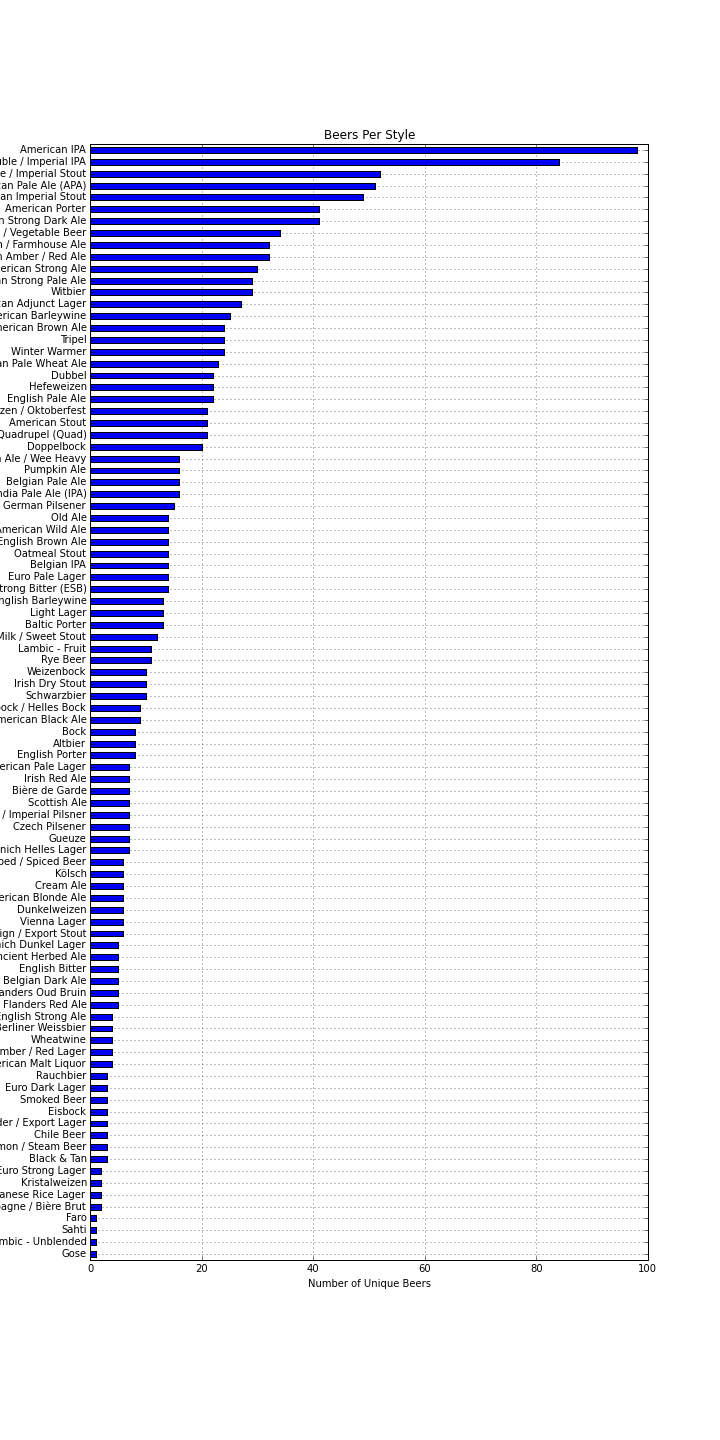 Beers Per Style
American IPA
ble / Imperial IPA
e / Imperial Stout
an Pale Ale (APA)
an Imperial Stout
American Porter
n Strong Dark Ale
/ Vegetable Beer
n / Farmhouse Ale
n Amber / Red Ale
erican Strong Ale
an Strong Pale Ale
Witbier
can Adjunct Lager
erican Barleywine
merican Brown Ale
Tripel
Winter Warmer
an Pale Wheat Ale
Dubbel
Hefeweizen
English Pale Ale
zen / Oktoberfest
American Stout
Quadrupel (Quad)
Doppelbock
Ale / Wee Heavy
Pumpkin Ale
Belgian Pale Ale
ndia Pale Ale (IPA)
German Pilsener
Old Ale
American Wild Ale
English Brown Ale
Oatmeal Stout
Belgian IPA
Euro Pale Lager
trong Bitter (ESB)
nglish Barleywine
Light Lager
Baltic Porter
Milk / Sweet Stout
Lambic - Fruit
Rye Beer
Weizenbock
Irish Dry Stout
Schwarzbier
ock / Helles Bock
merican Black Ale
Bock
Altbier
English Porter
erican Pale Lager
Irish Red Ale
Bière de Garde
Scottish Ale
/ Imperial Pilsner
Czech Pilsener
Gueuze
nich Helles Lager
bed / Spiced Beer
Kölsch
Cream Ale
erican Blonde Ale
Dunkelweizen
Vienna Lager
ign / Export Stout
nich Dunkel Lager
ncient Herbed Ale
English Bitter
Belgian Dark Ale
anders Oud Bruin
Flanders Red Ale
English Strong Ale
Berliner Weissbier
Wheatwine
mber / Red Lager
erican Malt Liquor
Rauchbier
Euro Dark Lager
Smoked Beer
Eisbock
der / Export Lager
Chile Beer
mon / Steam Beer
Black & Tan
Euro Strong Lager
Kristalweizen
anese Rice Lager
pagne / Bière Brut
Faro
Sahti
mbic - Unblended
Gose
0 20 40 60 80 100
Number of Unique Beers